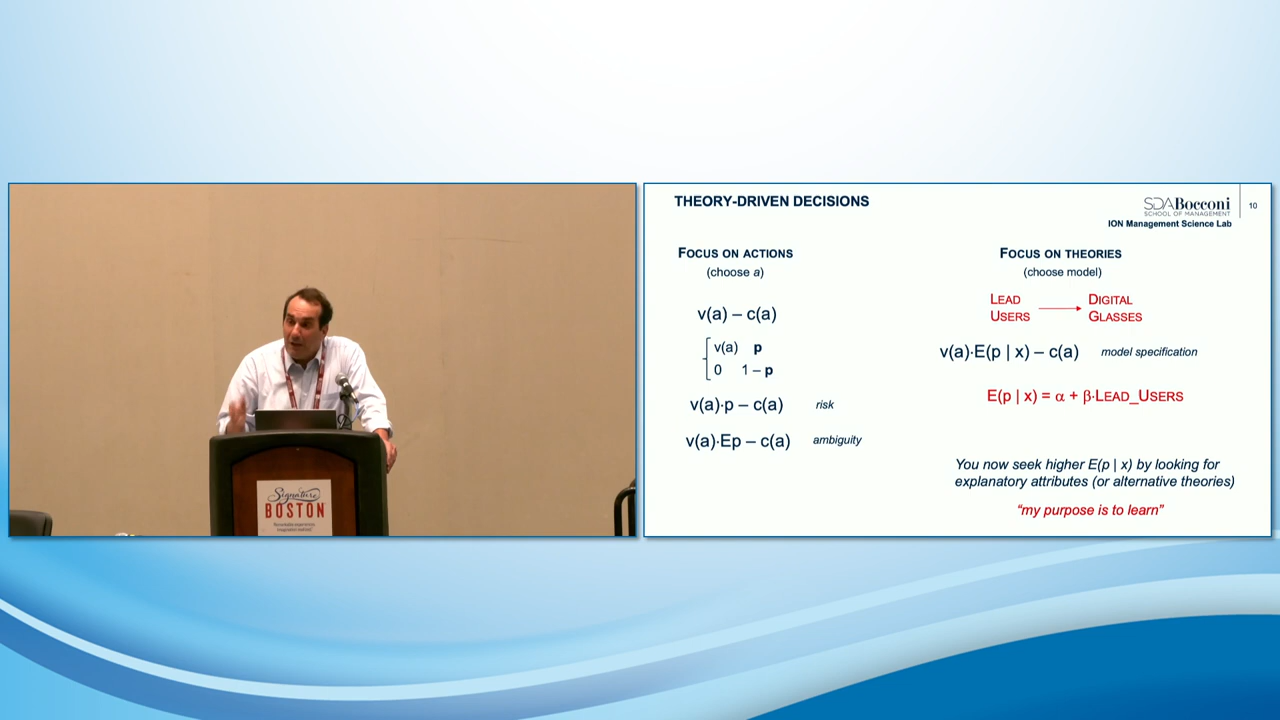 THEORY-DRIVEN DECISIONS
SDA Bocconi
SCHOOL OF MANAGEMENT
10
ION Management Science Lab
FOCUS ON ACTIONS
(choose a)
v(a) – c(a)
v(a) p
0 1 – p
v(a)·p – c(a) risk
v(a)·Ep – c(a) ambiguity
FOCUS ON THEORIES
(choose model)
LEAD
USERS
DIGITAL
GLASSES
v(a)·E(p | x) – c(a) model specification
E(p | x) = α + β·LEAD_USERS
You now seek higher E(p | x) by looking for
explanatory attributes (or alternative theories)
“my purpose is to learn”
Signature
BOSTON